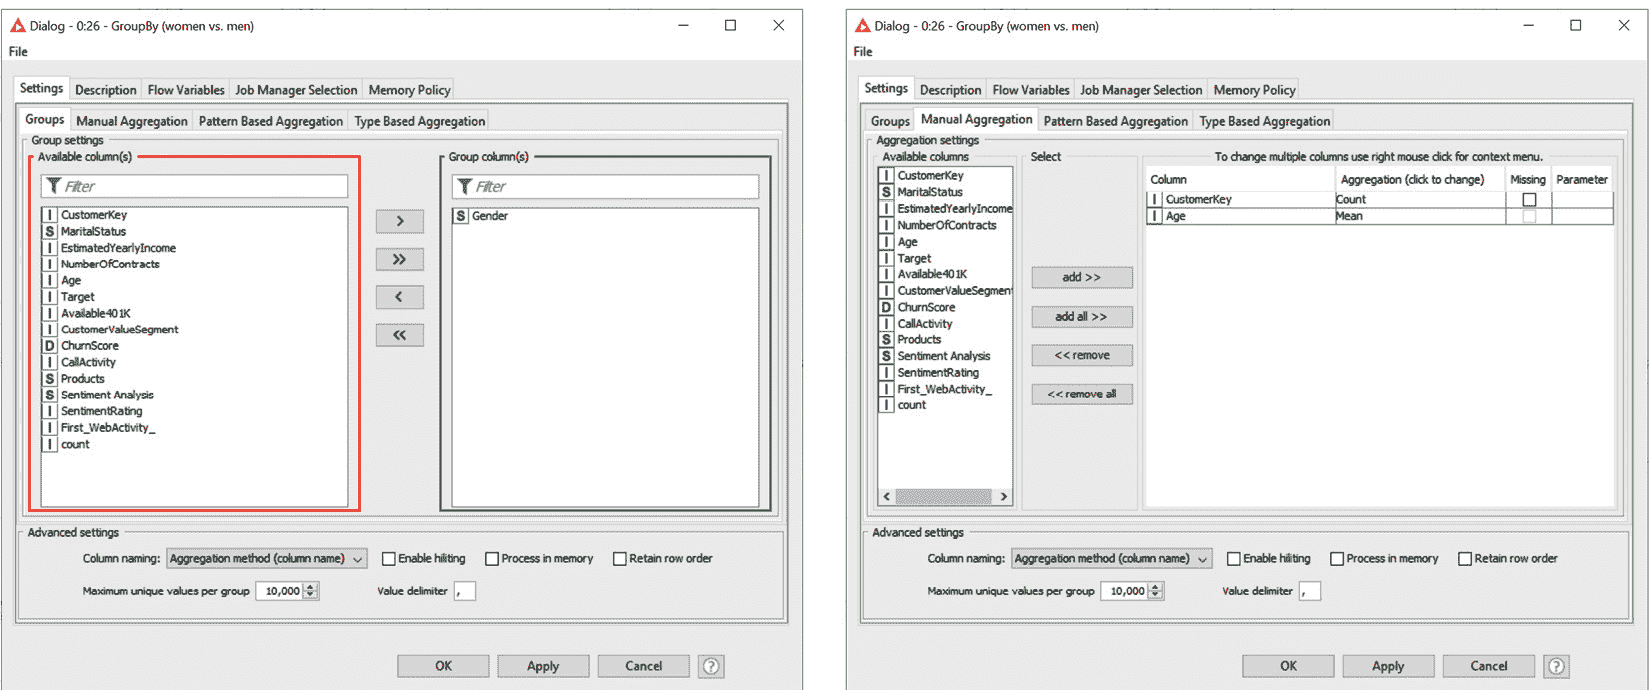 Dialog - 0:26 - GroupBy (women vs. men)
File
Settings Description Flow Variables Job Manager Selection Memory Policy
Groups Manual Aggregation Pattern Based Aggregation Type Based Aggregation
Group settings
Available column(s)
Filter
I CustomerKey
S MaritalStatus
I EstimatedYearlyIncome
I NumberOfContracts
I Age
I Target
I Available401K
I CustomerValueSegment
D ChurnScore
I CallActivity
S Products
S Sentiment Analysis
I SentimentRating
I First_WebActivity_
I count
>
>>
<
<<
Group column(s)
Filter
S Gender
Advanced settings
Column naming: Aggregation method (column name) Enable hiliting Process in memory Retain row order
Maximum unique values per group 10,000 Value delimiter ,
OK Apply Cancel ?
Dialog - 0:26 - GroupBy (women vs. men)
File
Settings Description Flow Variables Job Manager Selection Memory Policy
Groups Manual Aggregation Pattern Based Aggregation Type Based Aggregation
Aggregation settings
Available columns
I CustomerKey
S MaritalStatus
I EstimatedYearlyIncome
I NumberOfContracts
I Age
I Target
I Available401K
I CustomerValueSegment
D ChurnScore
I CallActivity
S Products
S Sentiment Analysis
I SentimentRating
I First_WebActivity_
I count
Select
add >>
add all >>
<< remove
<< remove all
To change multiple columns use right mouse click for context menu.
Column Aggregation (click to change) Missing Parameter
I CustomerKey Count
I Age Mean
Advanced settings
Column naming: Aggregation method (column name) Enable hiliting Process in memory Retain row order
Maximum unique values per group 10,000 Value delimiter ,
OK Apply Cancel ?